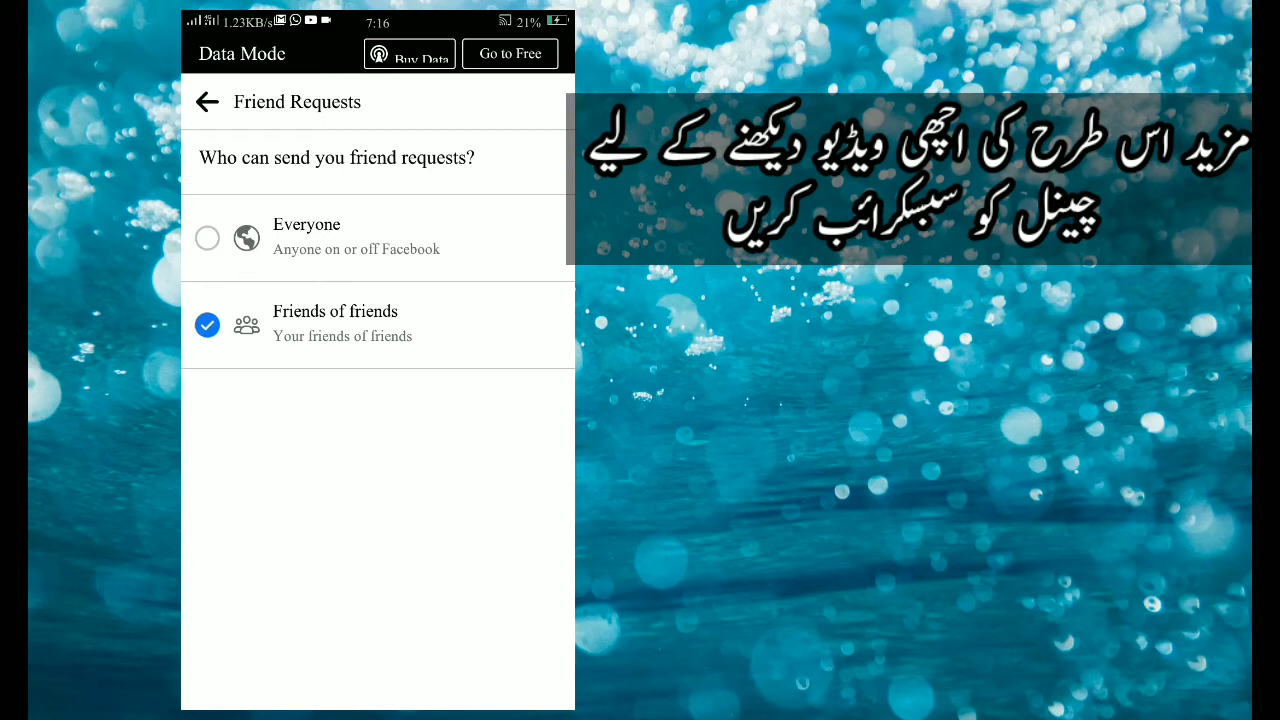 1.23KB/s 7:16 21%
Data Mode Buy Data Go to Free
Friend Requests
Who can send you friend requests?
Everyone
Anyone on or off Facebook
Friends of friends
Your friends of friends
مزید اس طرح کی اچھی ویڈیو دیکھنے کے لیے
چینل کو سبسکرائب کریں